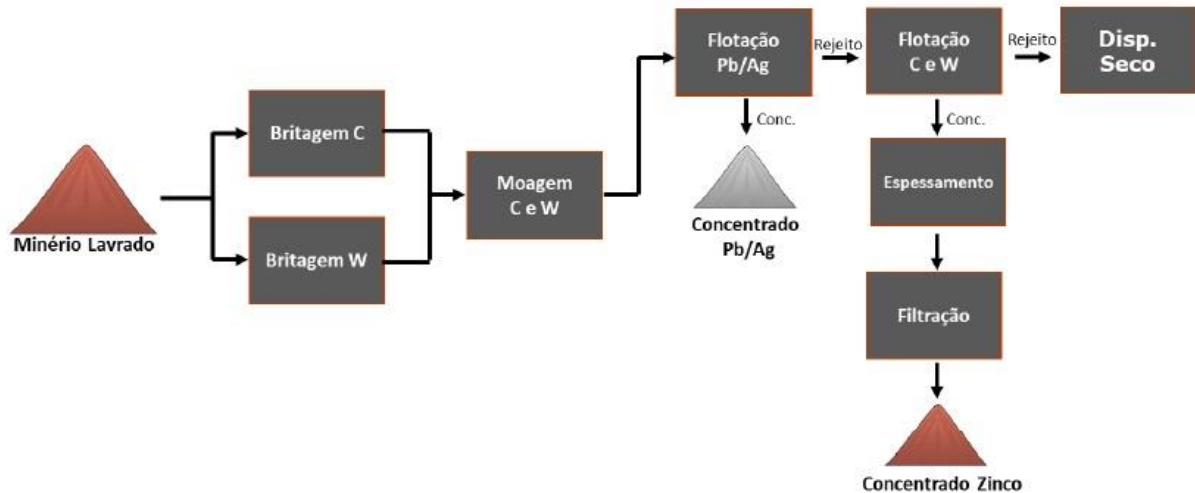 Minério Lavrado
Britagem C
Britagem W
Moagem
C e W
Flotação
Pb/Ag
Rejeito
Flotação
C e W
Rejeito
Disp.
Seco
Conc.
Concentrado
Pb/Ag
Conc.
Espessamento
Filtração
Concentrado Zinco